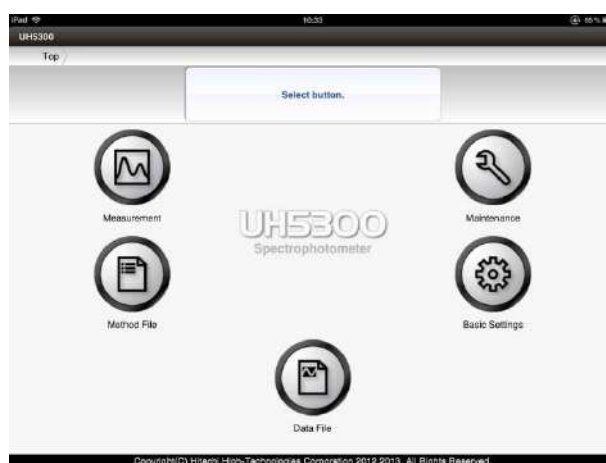 iPad 10:33 65%
UH5300
Top
Select button.
Measurement
Maintenance
UH5300
Spectrophotometer
Method File
Basic Settings
Data File
Copyright(C) Hitachi High-Technologies Corporation 2012,2013. All Rights Reserved.